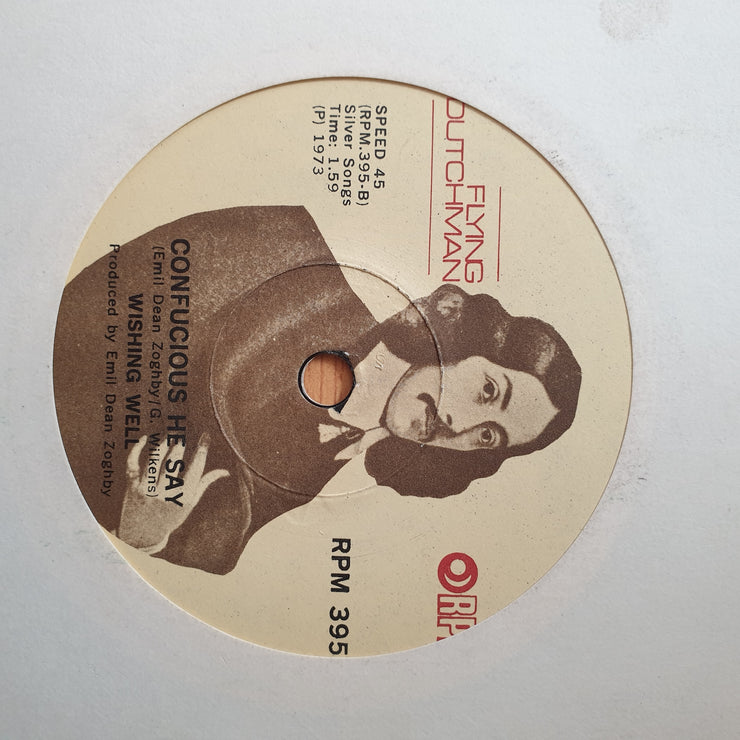 FLYING
DUTCHMAN
RPM
SPEED 45
(RPM.395-B)
Silver Songs
Time: 1.59
(P) 1973
RPM 395
CONFUCIOUS HE SAY
(Emil Dean Zoghby/G. Wilkens)
WISHING WELL
Produced by Emil Dean Zoghby